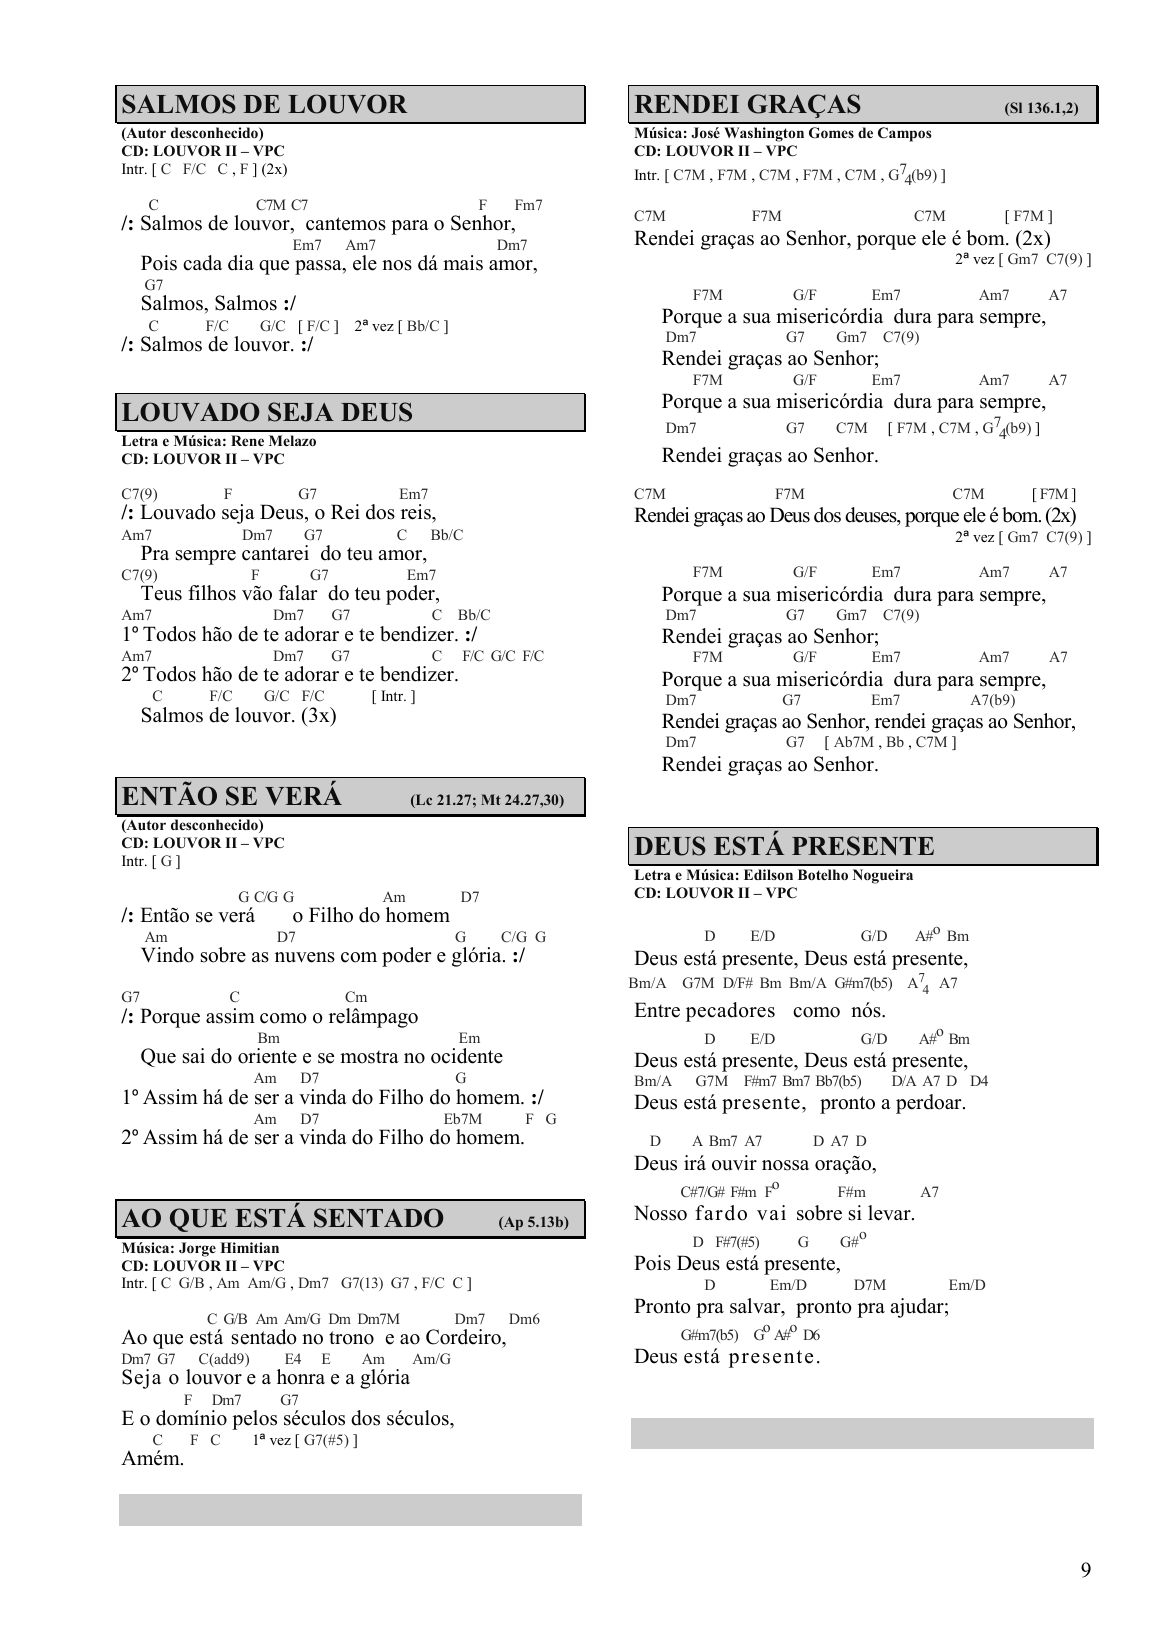 SALMOS DE LOUVOR
(Autor desconhecido)
CD: LOUVOR II – VPC
Intr. [ C F/C C , F ] (2x)
C C7M C7 F Fm7
/: Salmos de louvor, cantemos para o Senhor,
Em7 Am7 Dm7
Pois cada dia que passa, ele nos dá mais amor,
G7
Salmos, Salmos :/
C F/C G/C [ F/C ] 2ª vez [ Bb/C ]
/: Salmos de louvor. :/
LOUVADO SEJA DEUS
Letra e Música: Rene Melazo
CD: LOUVOR II – VPC
C7(9) F G7 Em7
/: Louvado seja Deus, o Rei dos reis,
Am7 Dm7 G7 C Bb/C
Pra sempre cantarei do teu amor,
C7(9) F G7 Em7
Teus filhos vão falar do teu poder,
Am7 Dm7 G7 C Bb/C
1º Todos hão de te adorar e te bendizer. :/
Am7 Dm7 G7 C F/C G/C F/C
2º Todos hão de te adorar e te bendizer.
C F/C G/C F/C [ Intr. ]
Salmos de louvor. (3x)
ENTÃO SE VERÁ (Lc 21.27; Mt 24.27,30)
(Autor desconhecido)
CD: LOUVOR II – VPC
Intr. [ G ]
G C/G G Am D7
/: Então se verá o Filho do homem
Am D7 G C/G G
Vindo sobre as nuvens com poder e glória. :/
G7 C Cm
/: Porque assim como o relâmpago
Bm Em
Que sai do oriente e se mostra no ocidente
Am D7 G
1º Assim há de ser a vinda do Filho do homem. :/
Am D7 Eb7M F G
2º Assim há de ser a vinda do Filho do homem.
AO QUE ESTÁ SENTADO (Ap 5.13b)
Música: Jorge Himitian
CD: LOUVOR II – VPC
Intr. [ C G/B , Am Am/G , Dm7 G7(13) G7 , F/C C ]
C G/B Am Am/G Dm Dm7M Dm7 Dm6
Ao que está sentado no trono e ao Cordeiro,
Dm7 G7 C(add9) E4 E Am Am/G
Seja o louvor e a honra e a glória
F Dm7 G7
E o domínio pelos séculos dos séculos,
C F C 1ª vez [ G7(#5) ]
Amém.
RENDEI GRAÇAS (Sl 136.1,2)
Música: José Washington Gomes de Campos
CD: LOUVOR II – VPC
Intr. [ C7M , F7M , C7M , F7M , C7M , G74(b9) ]
C7M F7M C7M [ F7M ]
Rendei graças ao Senhor, porque ele é bom. (2x)
2ª vez [ Gm7 C7(9) ]
F7M G/F Em7 Am7 A7
Porque a sua misericórdia dura para sempre,
Dm7 G7 Gm7 C7(9)
Rendei graças ao Senhor;
F7M G/F Em7 Am7 A7
Porque a sua misericórdia dura para sempre,
Dm7 G7 C7M [ F7M , C7M , G74(b9) ]
Rendei graças ao Senhor.
C7M F7M C7M [ F7M ]
Rendei graças ao Deus dos deuses, porque ele é bom. (2x)
2ª vez [ Gm7 C7(9) ]
F7M G/F Em7 Am7 A7
Porque a sua misericórdia dura para sempre,
Dm7 G7 Gm7 C7(9)
Rendei graças ao Senhor;
F7M G/F Em7 Am7 A7
Porque a sua misericórdia dura para sempre,
Dm7 G7 Em7 A7(b9)
Rendei graças ao Senhor, rendei graças ao Senhor,
Dm7 G7 [ Ab7M , Bb , C7M ]
Rendei graças ao Senhor.
DEUS ESTÁ PRESENTE
Letra e Música: Edilson Botelho Nogueira
CD: LOUVOR II – VPC
D E/D G/D A#º Bm
Deus está presente, Deus está presente,
Bm/A G7M D/F# Bm Bm/A G#m7(b5) A74 A7
Entre pecadores como nós.
D E/D G/D A#º Bm
Deus está presente, Deus está presente,
Bm/A G7M F#m7 Bm7 Bb7(b5) D/A A7 D D4
Deus está presente, pronto a perdoar.
D A Bm7 A7 D A7 D
Deus irá ouvir nossa oração,
C#7/G# F#m Fº F#m A7
Nosso fardo vai sobre si levar.
D F#7(#5) G G#º
Pois Deus está presente,
D Em/D D7M Em/D
Pronto pra salvar, pronto pra ajudar;
G#m7(b5) Gº A#º D6
Deus está presente.
9